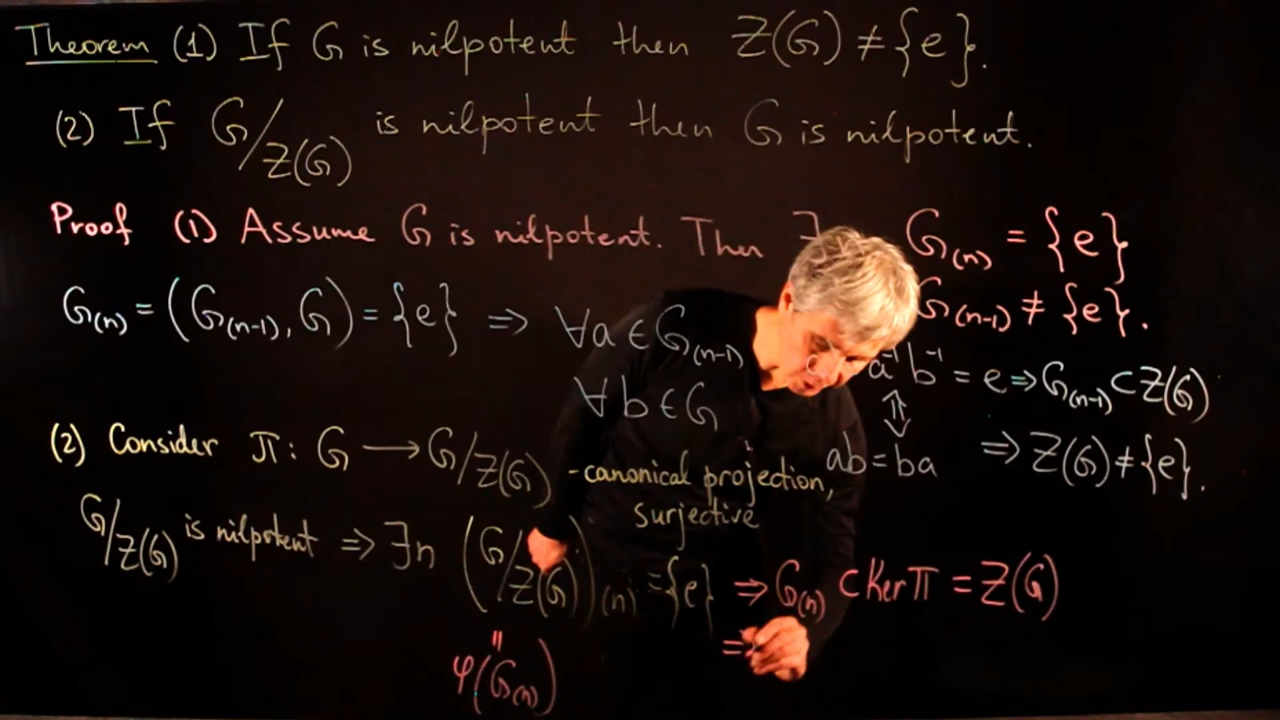 Theorem (1) If G is nilpotent then Z(G) ≠ {e}.
(2) If G/Z(G) is nilpotent then G is nilpotent.
Proof (1) Assume G is nilpotent. Then ∃ G(n) = {e}
G(n-1) ≠ {e}.
G(n) = (G(n-1), G) = {e} ⇒ ∀a ∈ G(n-1)
∀ b ∈ G
a⁻¹ b⁻¹ = e ⇒ G(n-1) ⊂ Z(G)
⇕
ab = ba ⇒ Z(G) ≠ {e}.
(2) Consider π: G → G/Z(G) - canonical projection,
surjective
G/Z(G) is nilpotent ⇒ ∃n (G/Z(G))(n) = {e} ⇒ G(n) ⊂ Ker π = Z(G)
=
φ(G(n))